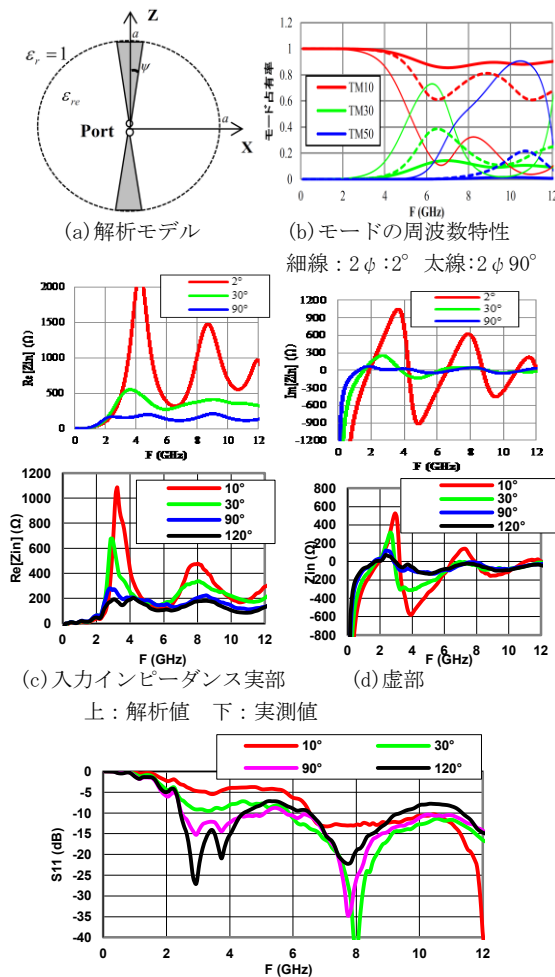 Z
a
ψ
ε_r = 1
ε_re
Port
a
X
(a)解析モデル
1.2
1
0.8
0.6
0.4
0.2
0
モード占有率
TM10
TM30
TM50
0 2 4 6 8 10 12
F (GHz)
(b)モードの周波数特性
細線：2φ:2° 太線:2φ90°
2000
1500
1000
500
0
Re[Zin] (Ω)
2°
30°
90°
0 2 4 6 8 10 12
F (GHz)
1200
900
600
300
0
-300
-600
-900
-1200
Im[Zin] (Ω)
2°
30°
90°
0 2 4 6 8 10 12
F (GHz)
1200
1000
800
600
400
200
0
Rg[Zin] (Ω)
10°
30°
90°
120°
0 2 4 6 8 10 12
F (GHz)
(c)入力インピーダンス実部
800
600
400
200
0
-200
-400
-600
-800
Zin (Ω)
10°
30°
90°
120°
0 2 4 6 8 10 12
F (GHz)
(d)虚部
上：解析値 下：実測値
10°
30°
90°
120°
0
-5
-10
-15
-20
-25
-30
-35
-40
S11 (dB)
0 2 4 6 8 10 12
F (GHz)